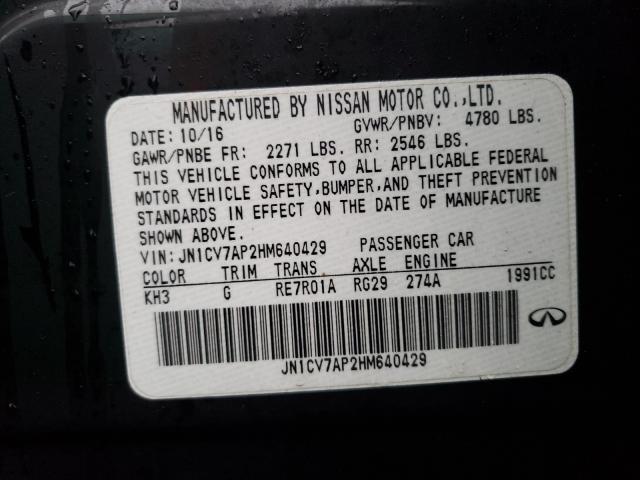 MANUFACTURED BY NISSAN MOTOR CO.,LTD.
DATE: 10/16 GVWR/PNBV: 4780 LBS.
GAWR/PNBE FR: 2271 LBS. RR: 2546 LBS.
THIS VEHICLE CONFORMS TO ALL APPLICABLE FEDERAL
MOTOR VEHICLE SAFETY,BUMPER,AND THEFT PREVENTION
STANDARDS IN EFFECT ON THE DATE OF MANUFACTURE
SHOWN ABOVE.
VIN: JN1CV7AP2HM640429 PASSENGER CAR
COLOR TRIM TRANS AXLE ENGINE
KH3 G RE7R01A RG29 274A 1991CC
JN1CV7AP2HM640429